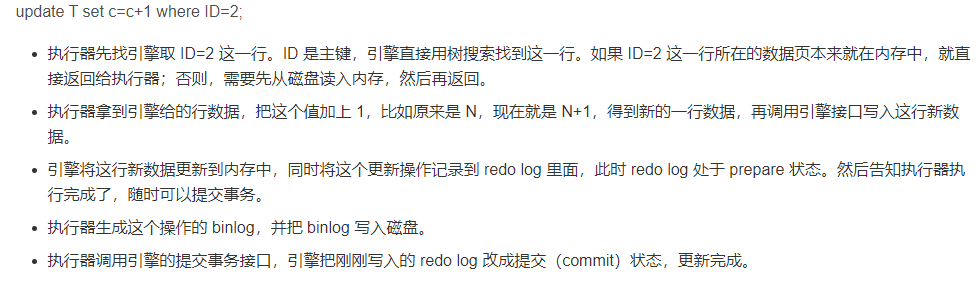 update T set c=c+1 where ID=2;
• 执行器先找引擎取 ID=2 这一行。ID 是主键，引擎直接用树搜索找到这一行。如果 ID=2 这一行所在的数据页本来就在内存中，就直
接返回给执行器；否则，需要先从磁盘读入内存，然后再返回。
• 执行器拿到引擎给的行数据，把这个值加上 1，比如原来是 N，现在就是 N+1，得到新的一行数据，再调用引擎接口写入这行新数
据。
• 引擎将这行新数据更新到内存中，同时将这个更新操作记录到 redo log 里面，此时 redo log 处于 prepare 状态。然后告知执行器执
行完成了，随时可以提交事务。
• 执行器生成这个操作的 binlog，并把 binlog 写入磁盘。
• 执行器调用引擎的提交事务接口，引擎把刚刚写入的 redo log 改成提交（commit）状态，更新完成。